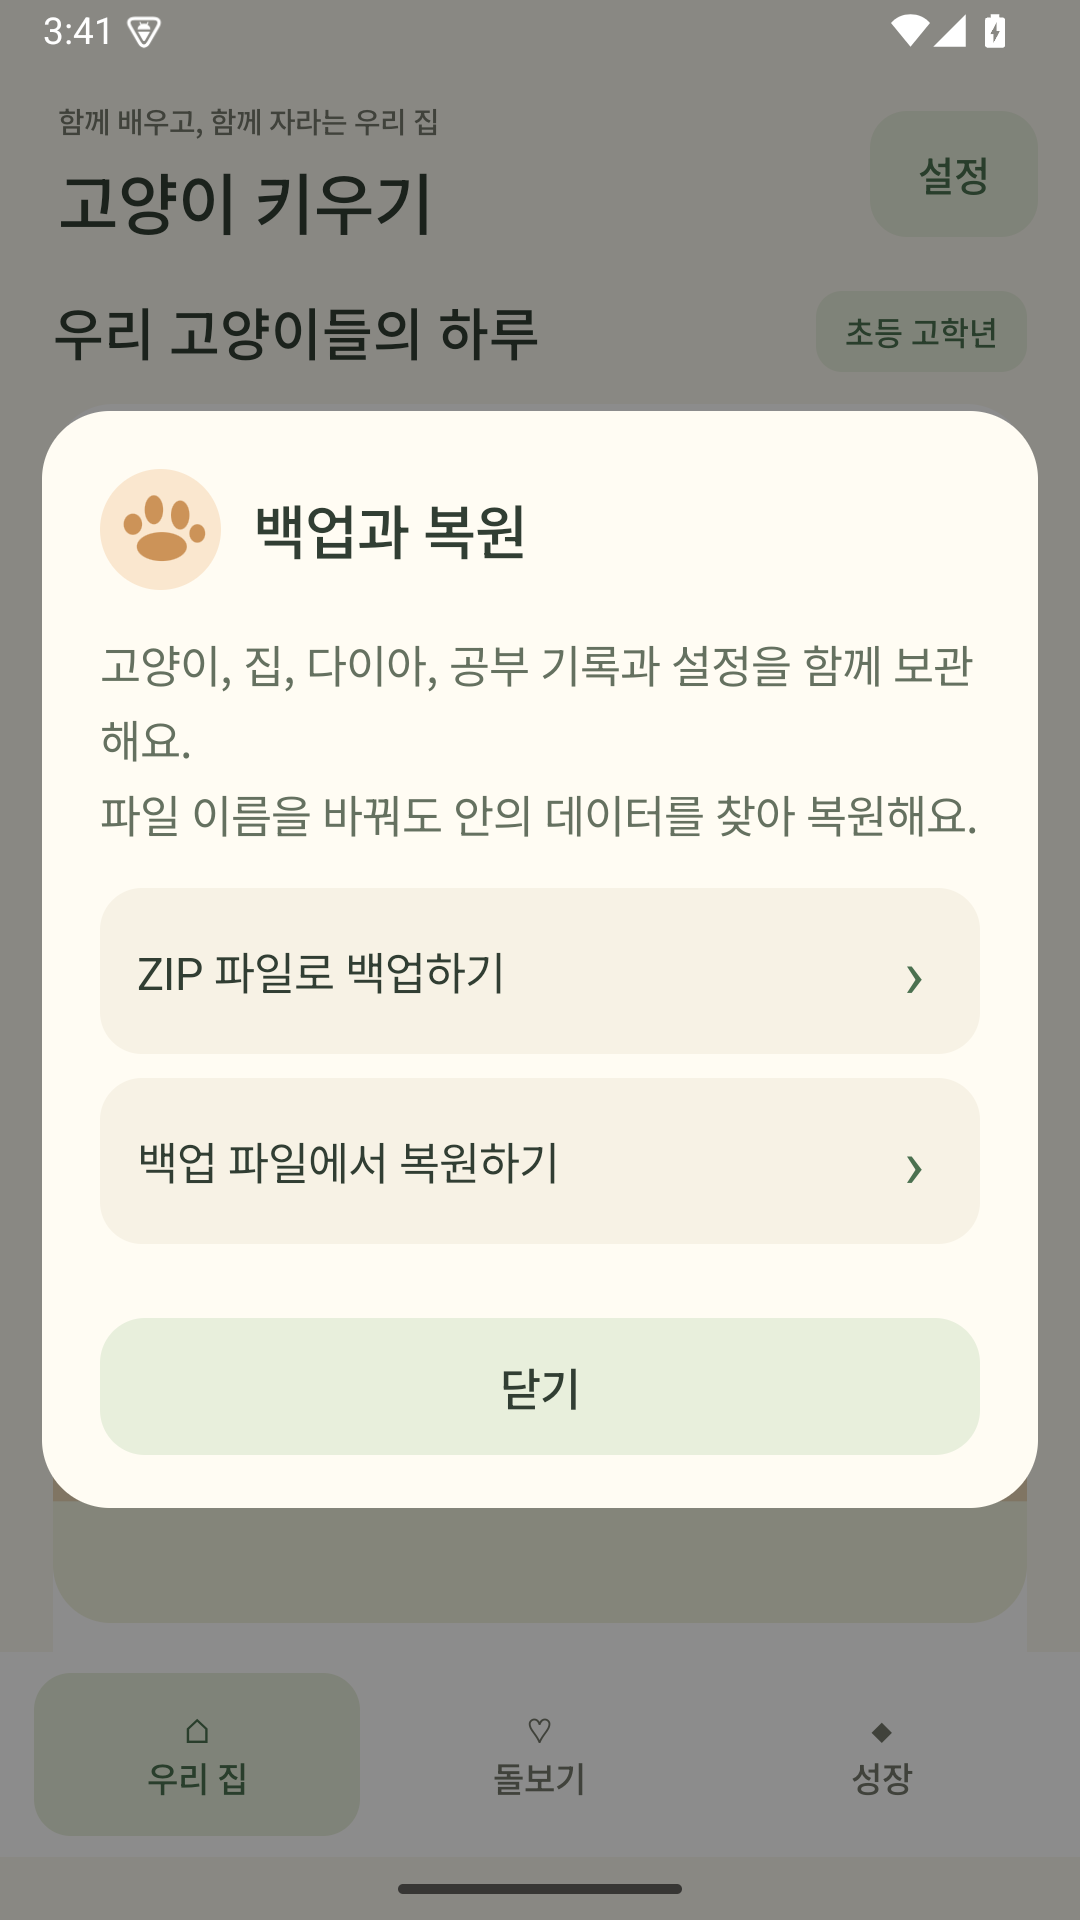 3:41
함께 배우고, 함께 자라는 우리 집
고양이 키우기
설정
우리 고양이들의 하루
초등 고학년
백업과 복원
고양이, 집, 다이아, 공부 기록과 설정을 함께 보관
해요.
파일 이름을 바꿔도 안의 데이터를 찾아 복원해요.
ZIP 파일로 백업하기 ›
백업 파일에서 복원하기 ›
닫기
우리 집
돌보기
성장